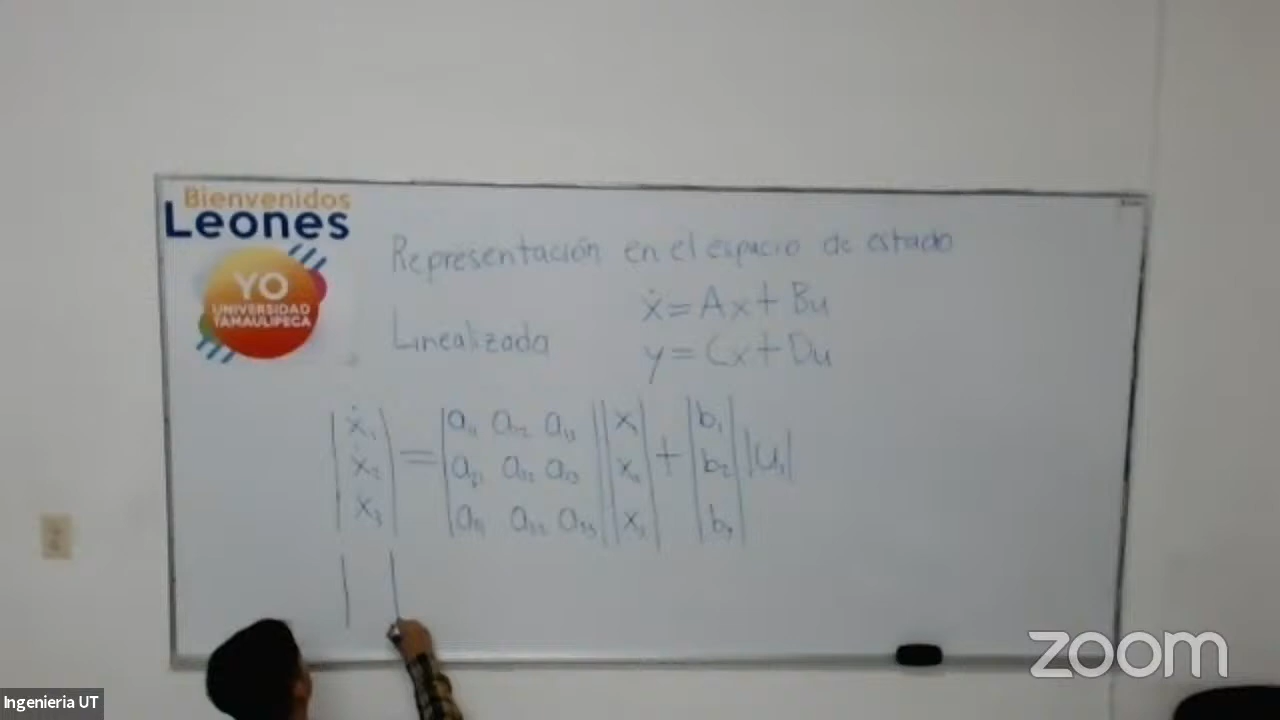 Bienvenidos
Leones
YO
UNIVERSIDAD
TAMAULIPECA
Representación en el espacio de estado
ẋ = Ax + Bu
Linealizada
y = Cx + Du
|ẋ₁| = |a₁₁ a₁₂ a₁₃| |x₁| + |b₁| |u₁|
|ẋ₂| |a₂₁ a₂₂ a₂₃| |x₂| |b₂|
|ẋ₃| |a₃₁ a₃₂ a₃₃| |x₃| |b₃|
zoom
Ingenieria UT